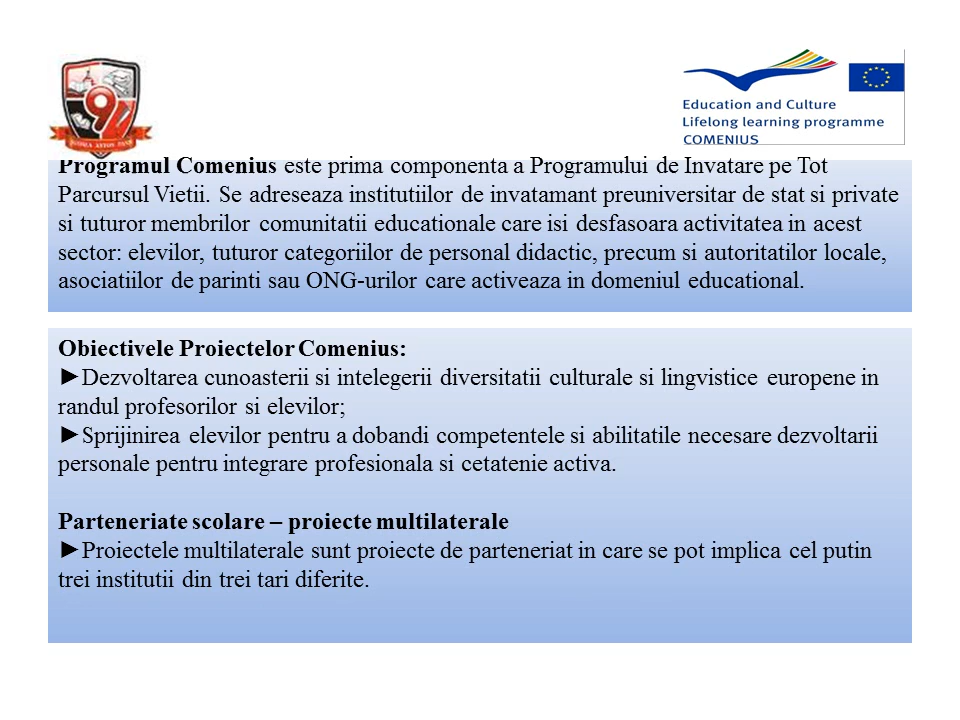 91
Education and Culture
Lifelong learning programme
COMENIUS
Programul Comenius este prima componenta a Programului de Invatare pe Tot
Parcursul Vietii. Se adreseaza institutiilor de invatamant preuniversitar de stat si private
si tuturor membrilor comunitatii educationale care isi desfasoara activitatea in acest
sector: elevilor, tuturor categoriilor de personal didactic, precum si autoritatilor locale,
asociatiilor de parinti sau ONG-urilor care activeaza in domeniul educational.
Obiectivele Proiectelor Comenius:
►Dezvoltarea cunoasterii si intelegerii diversitatii culturale si lingvistice europene in
randul profesorilor si elevilor;
►Sprijinirea elevilor pentru a dobandi competentele si abilitatile necesare dezvoltarii
personale pentru integrare profesionala si cetatenie activa.
Parteneriate scolare – proiecte multilaterale
►Proiectele multilaterale sunt proiecte de parteneriat in care se pot implica cel putin
trei institutii din trei tari diferite.